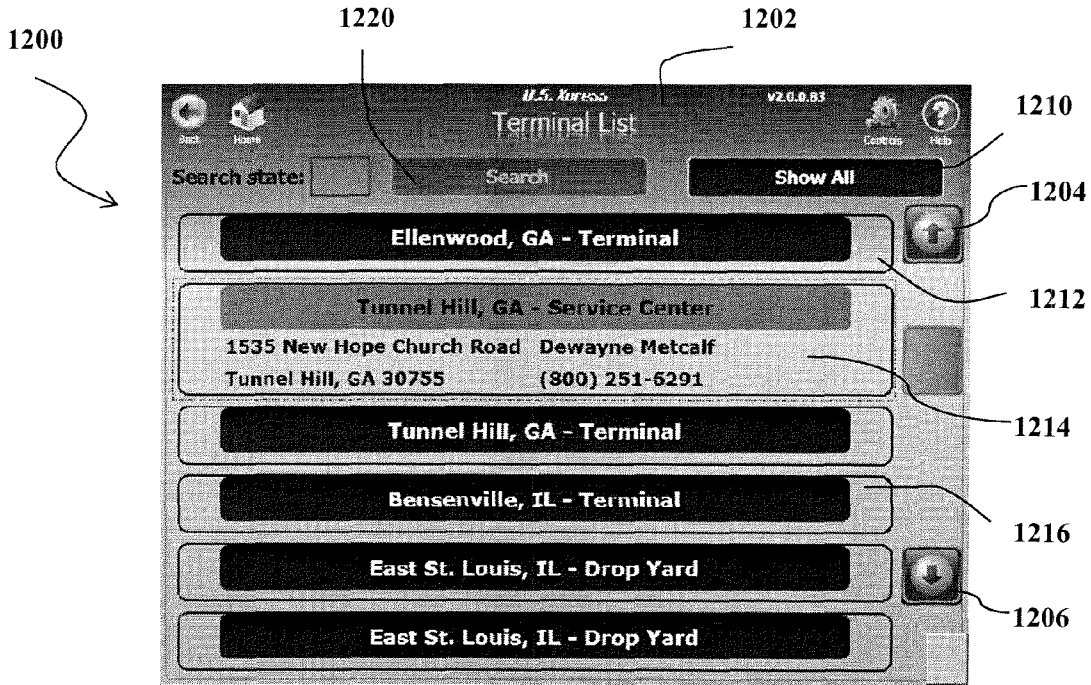 1220
1202
1200
U.S. Xpress
v2.0.0.B3
1210
Terminal List
Back
Home
Controls
Help
Search state:
Search
Show All
1204
Ellenwood, GA - Terminal
1212
Tunnel Hill, GA - Service Center
1535 New Hope Church Road Dewayne Metcalf
Tunnel Hill, GA 30755 (800) 251-6291
1214
Tunnel Hill, GA - Terminal
Bensenville, IL - Terminal
1216
East St. Louis, IL - Drop Yard
1206
East St. Louis, IL - Drop Yard